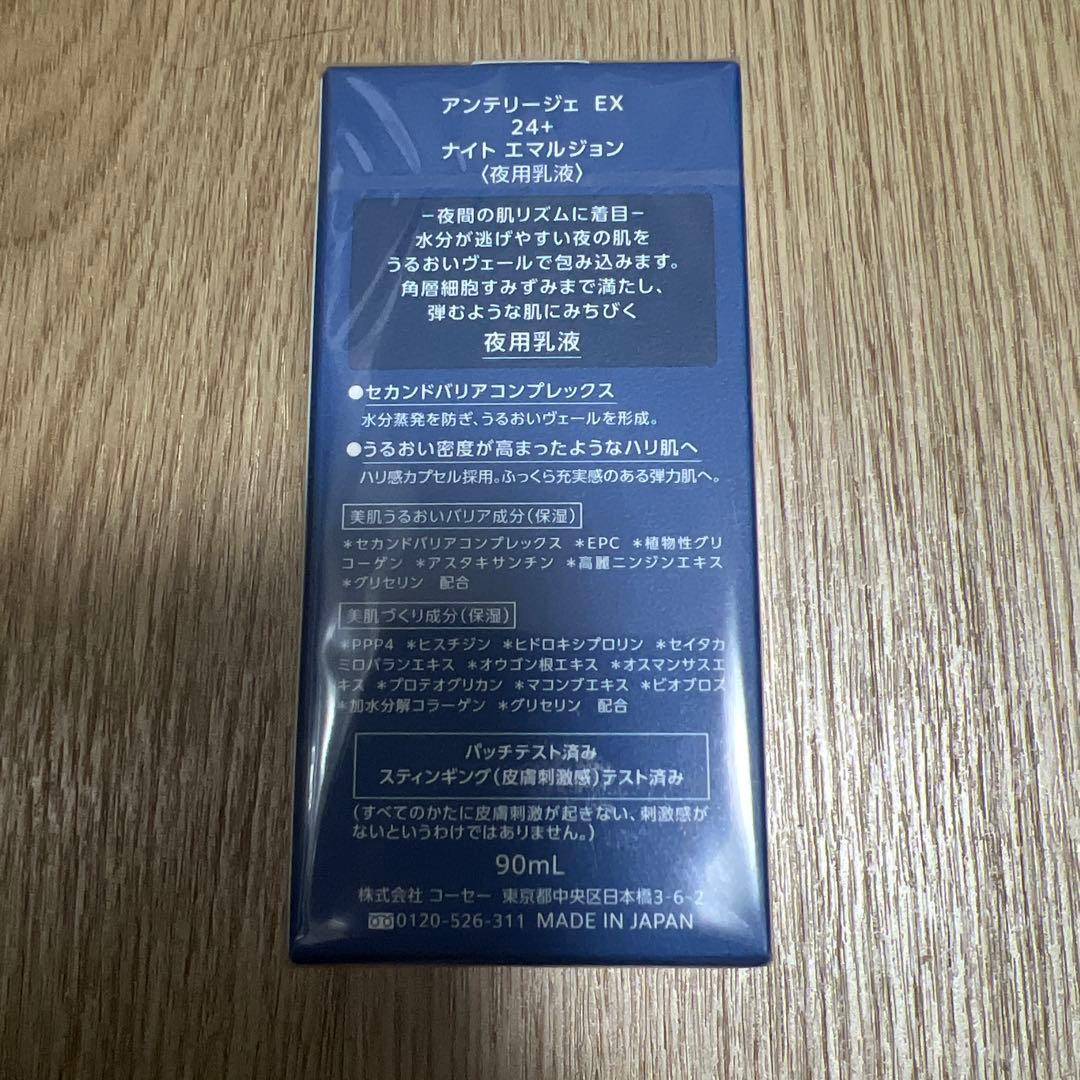 アンテリージェ EX
24+
ナイト エマルジョン
〈夜用乳液〉
−夜間の肌リズムに着目−
水分が逃げやすい夜の肌を
うるおいヴェールで包み込みます。
角層細胞すみずみまで満たし、
弾むような肌にみちびく
夜用乳液
●セカンドバリアコンプレックス
水分蒸発を防ぎ、うるおいヴェールを形成。
●うるおい密度が高まったようなハリ肌へ
ハリ感カプセル採用。ふっくら充実感のある弾力肌へ。
美肌うるおいバリア成分(保湿)
＊セカンドバリアコンプレックス ＊EPC ＊植物性グリ
コーゲン ＊アスタキサンチン ＊高麗ニンジンエキス
＊グリセリン 配合
美肌づくり成分(保湿)
＊PPP4 ＊ヒスチジン ＊ヒドロキシプロリン ＊セイタカ
ミロバランエキス ＊オウゴン根エキス ＊オスマンサスエ
キス ＊プロテオグリカン ＊マコンブエキス ＊ビオブロス
＊加水分解コラーゲン ＊グリセリン 配合
パッチテスト済み
スティンギング(皮膚刺激感)テスト済み
(すべてのかたに皮膚刺激が起きない、刺激感が
ないというわけではありません。)
90mL
株式会社 コーセー 東京都中央区日本橋3-6-2
0120-526-311 MADE IN JAPAN